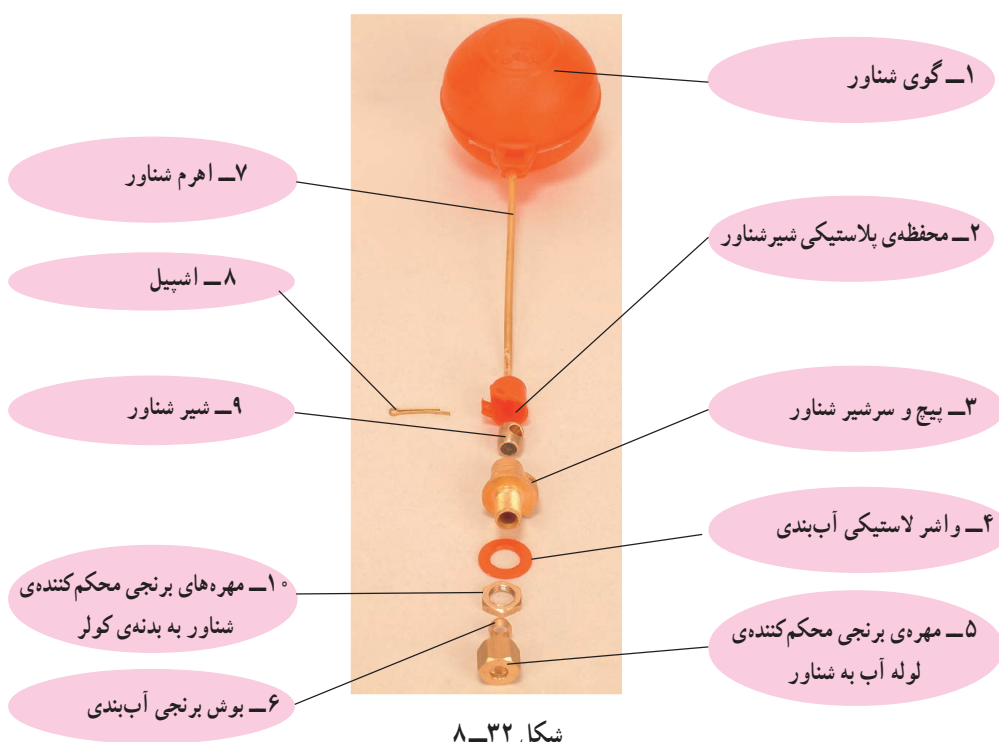 ۱ــ گوی شناور
۲ــ محفظه‌ی پلاستیکی شیرشناور
۳ــ پیچ و سرشیر شناور
۴ــ واشر لاستیکی آب‌بندی
۵ــ مهره‌ی برنجی محکم‌کننده‌ی
لوله آب به شناور
۷ــ اهرم شناور
۸ــ اشپیل
۹ــ شیر شناور
۱۰ــ مهره‌های برنجی محکم‌کننده‌ی
شناور به بدنه‌ی کولر
۶ــ بوش برنجی آب‌بندی
شکل ۳۲ــ۸